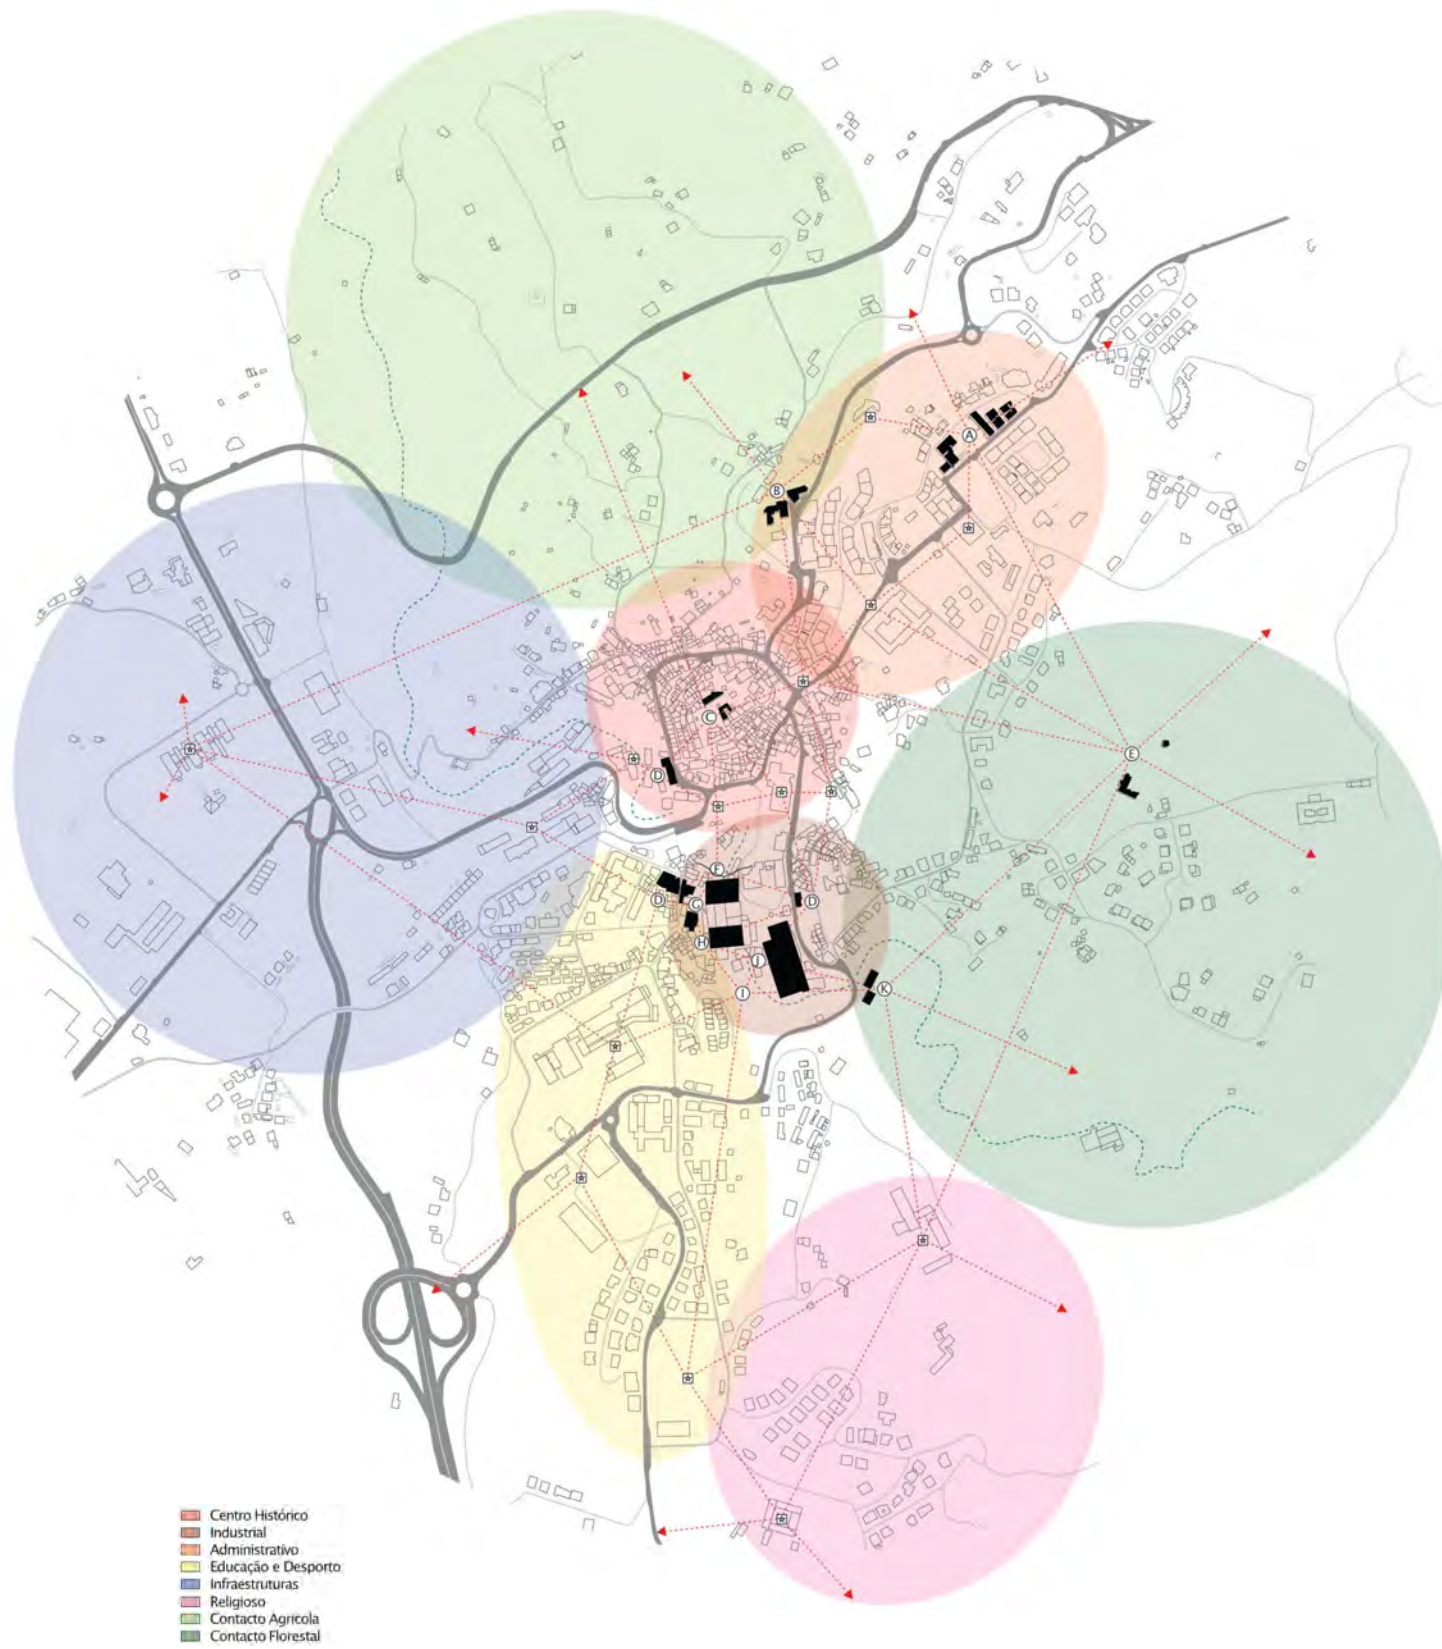 A
B
C
E
D
F
D
G
D
H
J
I
K
Centro Histórico
Industrial
Administrativo
Educação e Desporto
Infraestruturas
Religioso
Contacto Agrícola
Contacto Florestal